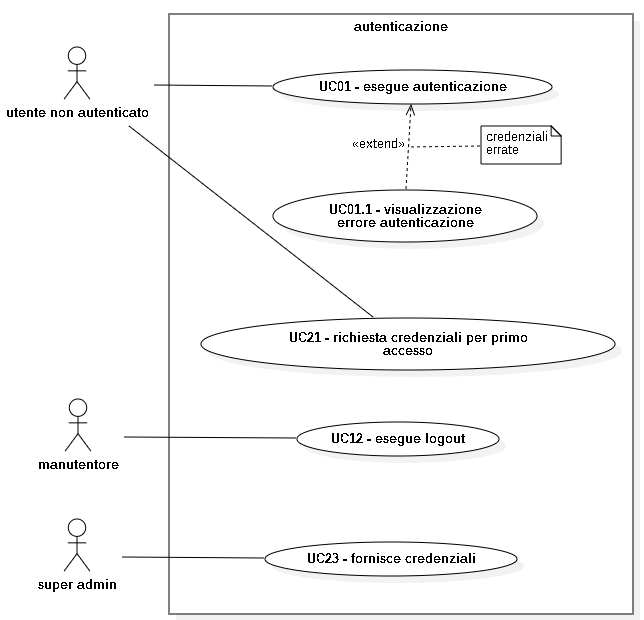 autenticazione
utente non autenticato
UC01 - esegue autenticazione
«extend»
credenziali
errate
UC01.1 - visualizzazione
errore autenticazione
UC21 - richiesta credenziali per primo
accesso
manutentore
UC12 - esegue logout
super admin
UC23 - fornisce credenziali